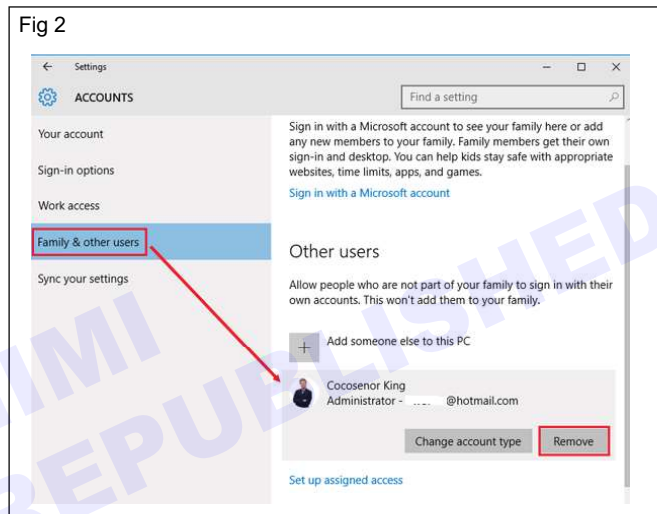 Fig 2
Settings
ACCOUNTS
Find a setting
Your account
Sign-in options
Work access
Family & other users
Sync your settings
Sign in with a Microsoft account to see your family here or add
any new members to your family. Family members get their own
sign-in and desktop. You can help kids stay safe with appropriate
websites, time limits, apps, and games.
Sign in with a Microsoft account
Other users
Allow people who are not part of your family to sign in with their
own accounts. This won't add them to your family.
Add someone else to this PC
Cocosenor King
Administrator - @hotmail.com
Change account type
Remove
Set up assigned access
NIMI
REPUBLISHED